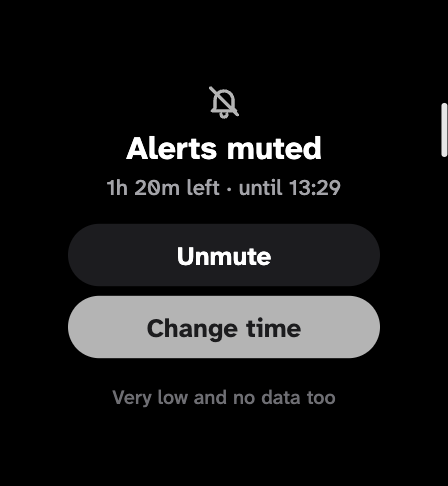 Alerts muted
1h 20m left · until 13:29
Unmute
Change time
Very low and no data too